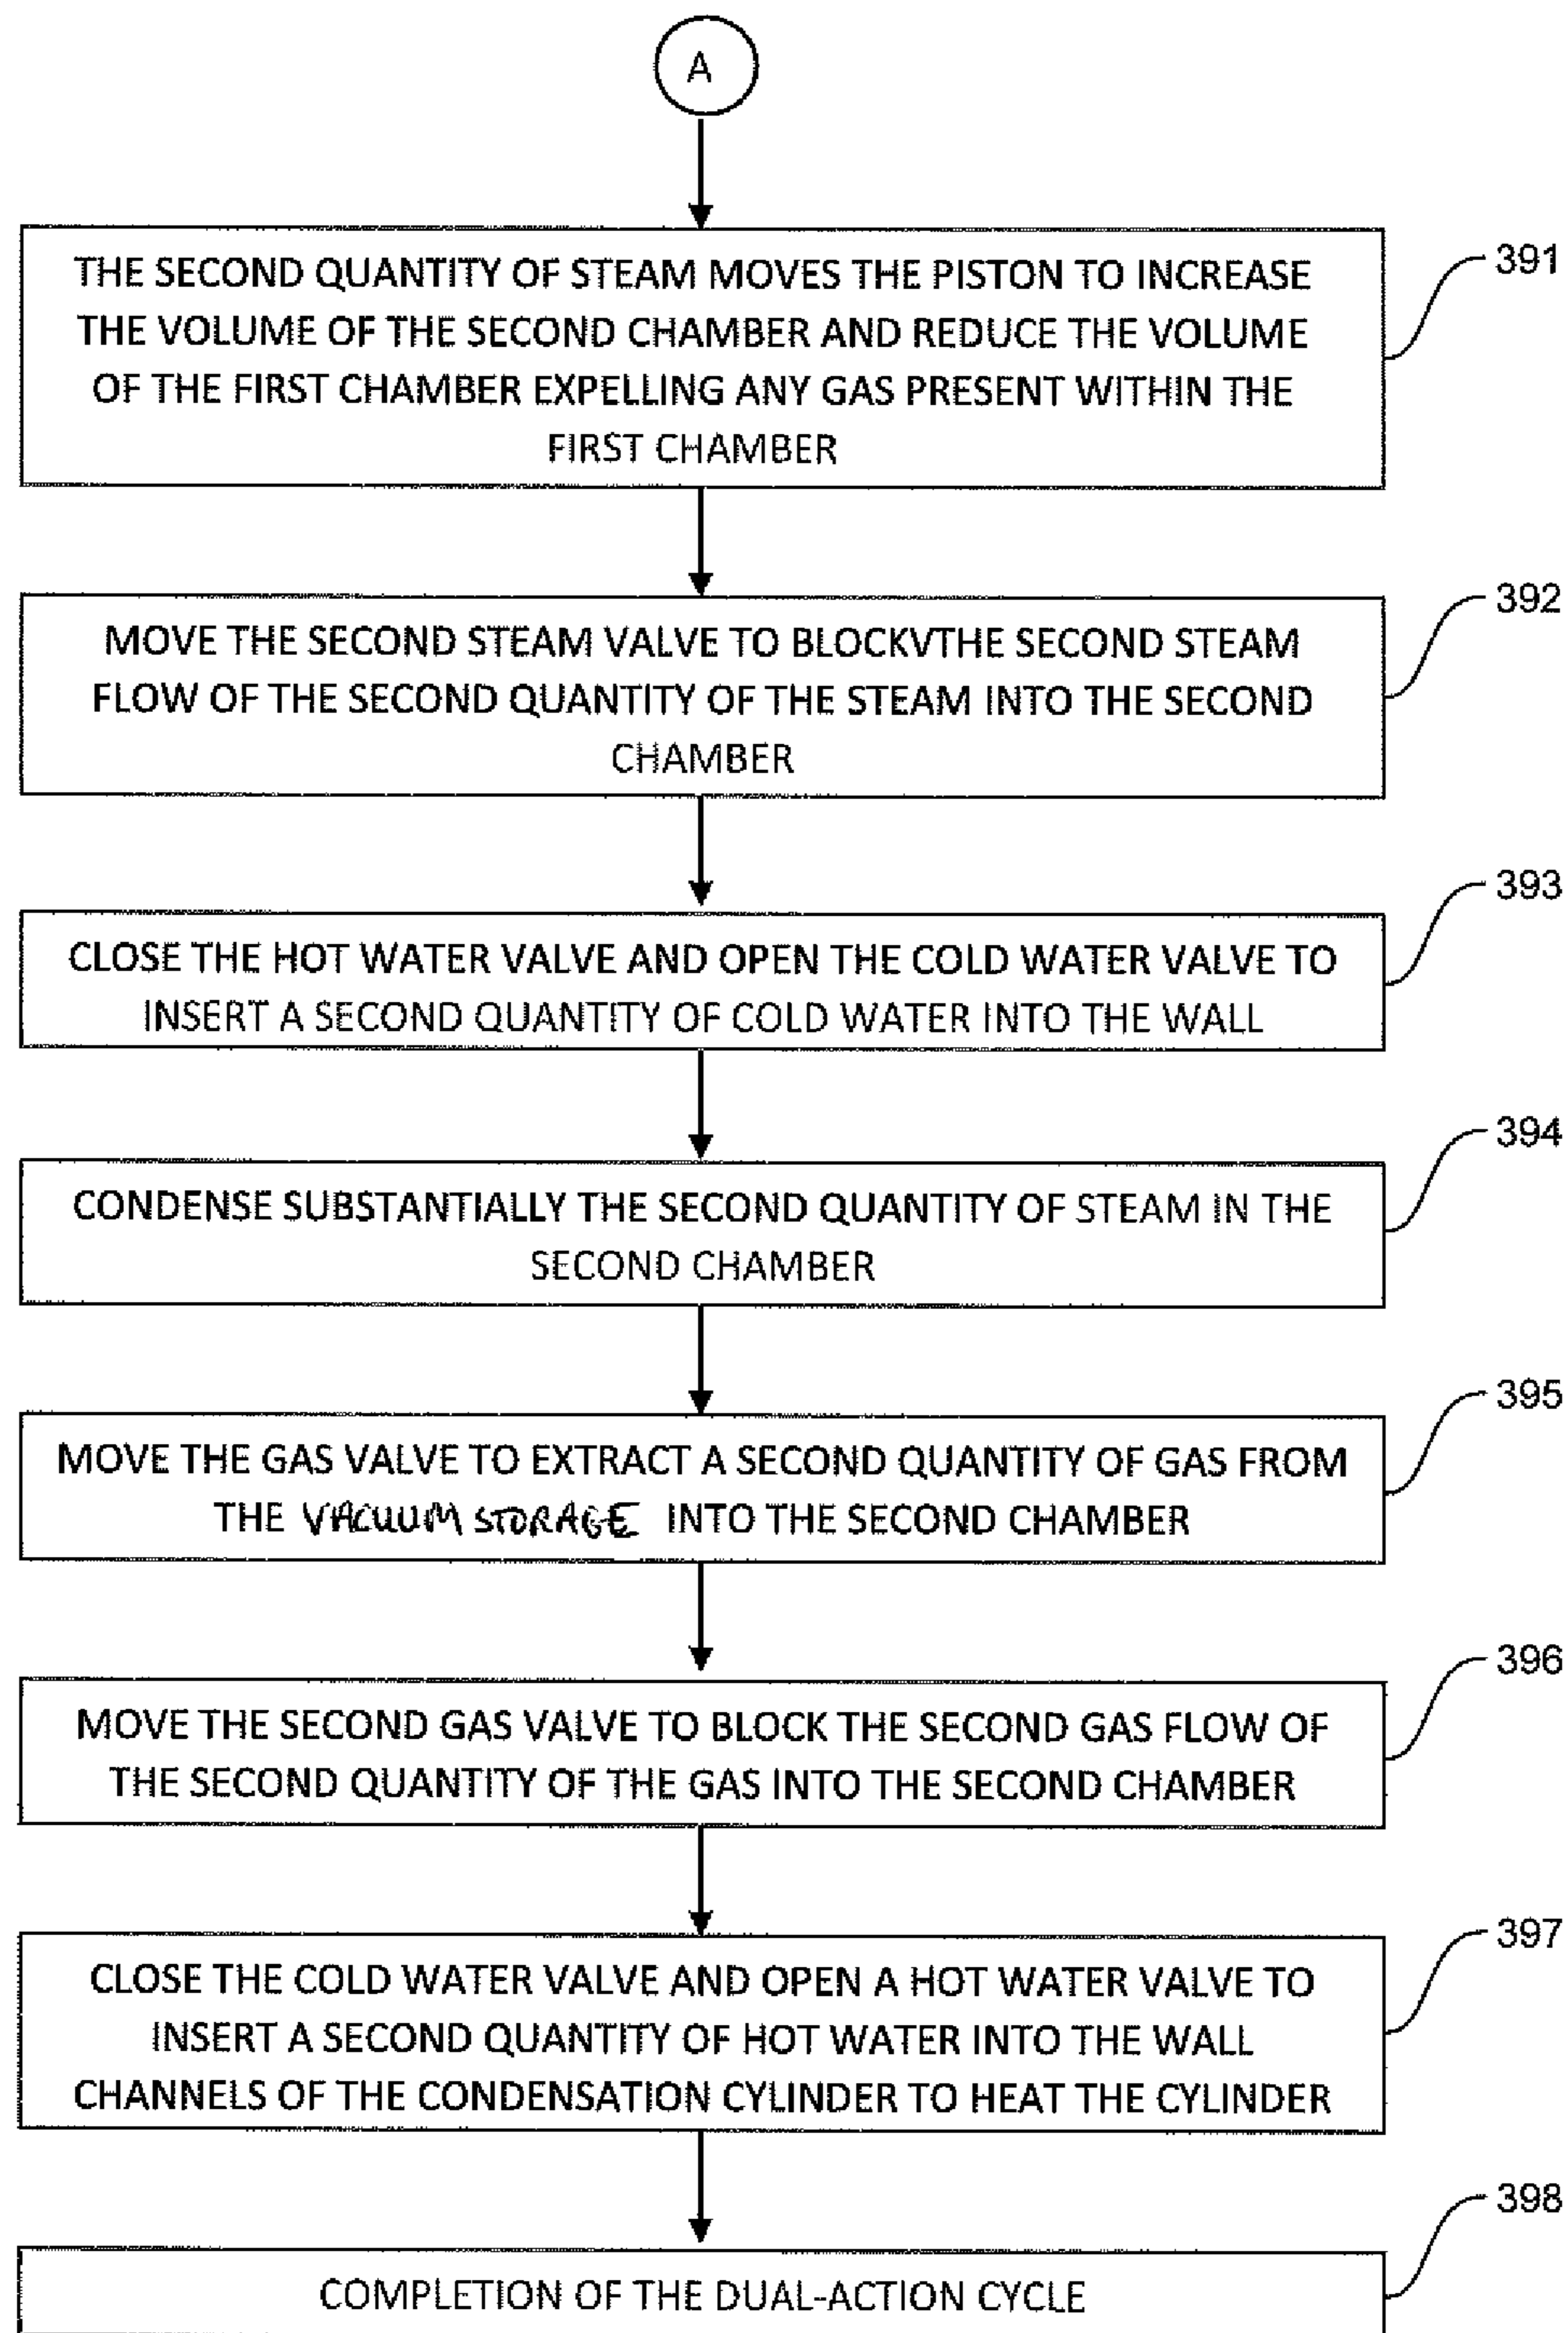 A
THE SECOND QUANTITY OF STEAM MOVES THE PISTON TO INCREASE
THE VOLUME OF THE SECOND CHAMBER AND REDUCE THE VOLUME
OF THE FIRST CHAMBER EXPELLING ANY GAS PRESENT WITHIN THE
FIRST CHAMBER
391
MOVE THE SECOND STEAM VALVE TO BLOCKVTHE SECOND STEAM
FLOW OF THE SECOND QUANTITY OF THE STEAM INTO THE SECOND
CHAMBER
392
CLOSE THE HOT WATER VALVE AND OPEN THE COLD WATER VALVE TO
INSERT A SECOND QUANTITY OF COLD WATER INTO THE WALL
393
CONDENSE SUBSTANTIALLY THE SECOND QUANTITY OF STEAM IN THE
SECOND CHAMBER
394
MOVE THE GAS VALVE TO EXTRACT A SECOND QUANTITY OF GAS FROM
THE VACUUM STORAGE INTO THE SECOND CHAMBER
395
MOVE THE SECOND GAS VALVE TO BLOCK THE SECOND GAS FLOW OF
THE SECOND QUANTITY OF THE GAS INTO THE SECOND CHAMBER
396
CLOSE THE COLD WATER VALVE AND OPEN A HOT WATER VALVE TO
INSERT A SECOND QUANTITY OF HOT WATER INTO THE WALL
CHANNELS OF THE CONDENSATION CYLINDER TO HEAT THE CYLINDER
397
COMPLETION OF THE DUAL-ACTION CYCLE
398